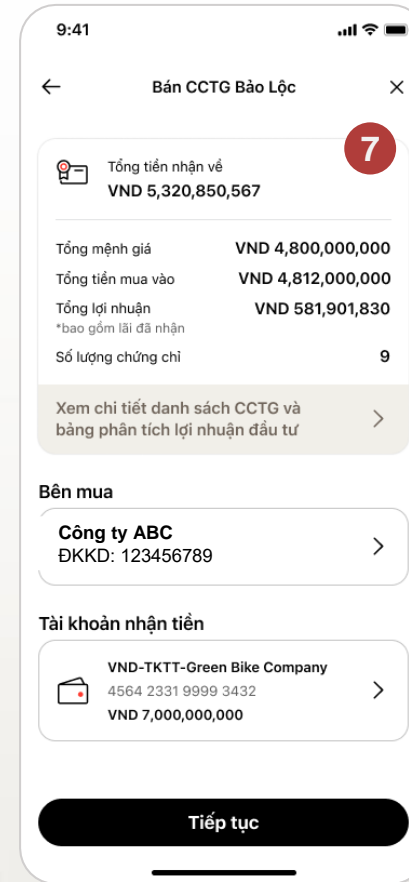 9:41
Bán CCTG Bảo Lộc
7
Tổng tiền nhận về
VND 5,320,850,567
Tổng mệnh giá VND 4,800,000,000
Tổng tiền mua vào VND 4,812,000,000
Tổng lợi nhuận VND 581,901,830
*bao gồm lãi đã nhận
Số lượng chứng chỉ 9
Xem chi tiết danh sách CCTG và
bảng phân tích lợi nhuận đầu tư
Bên mua
Công ty ABC
ĐKKD: 123456789
Tài khoản nhận tiền
VND-TKTT-Green Bike Company
4564 2331 9999 3432
VND 7,000,000,000
Tiếp tục